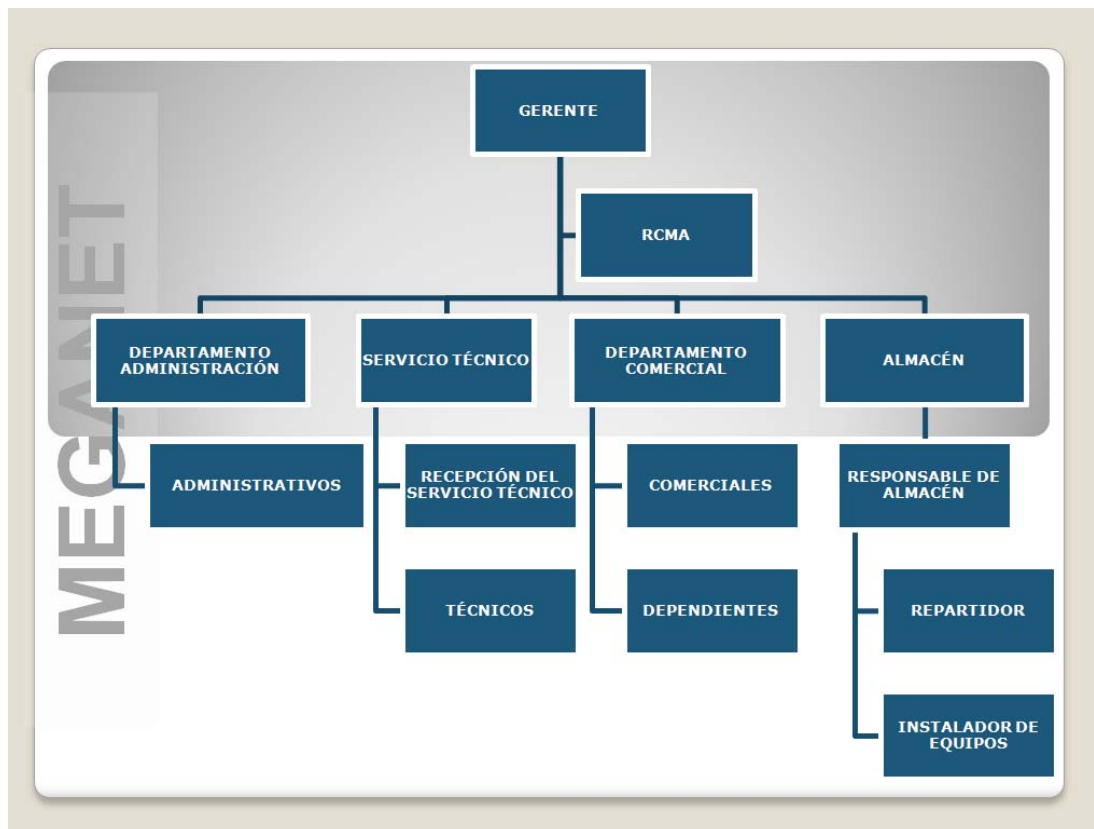 GERENTE
RCMA
DEPARTAMENTO
ADMINISTRACIÓN
SERVICIO TÉCNICO
DEPARTAMENTO
COMERCIAL
ALMACÉN
ADMINISTRATIVOS
RECEPCIÓN DEL
SERVICIO TÉCNICO
COMERCIALES
RESPONSABLE DE
ALMACÉN
TÉCNICOS
DEPENDIENTES
REPARTIDOR
INSTALADOR DE
EQUIPOS
MEGANET